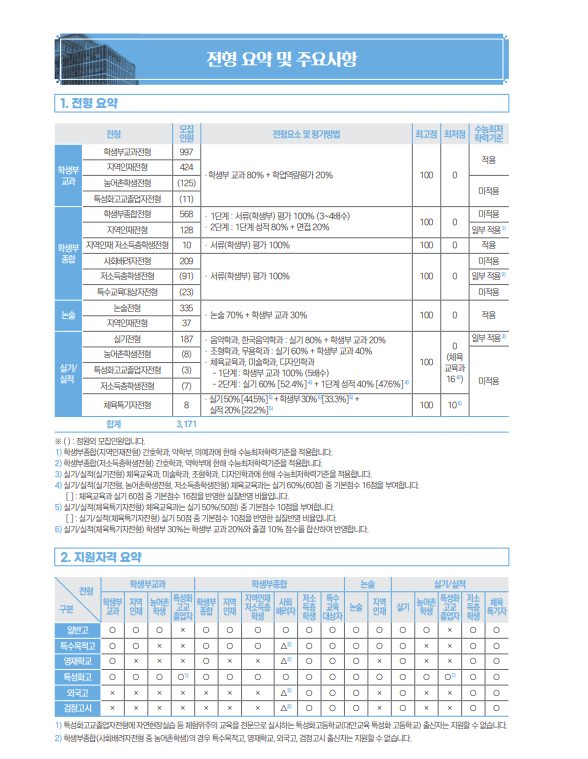 전형 요약 및 주요사항
1. 전형 요약
전형 모집인원 전형요소 및 평가방법 최고점 최저점 수능최저학력기준
학생부교과 학생부교과전형 997 · 학생부 교과 80% + 학업역량평가 20% 100 0 적용
지역인재전형 424
농어촌학생전형 (125) 미적용
특성화고교졸업자전형 (11)
학생부종합 학생부종합전형 568 · 1단계 : 서류(학생부) 평가 100% (3~4배수) 100 0 미적용
지역인재전형 128 · 2단계 : 1단계 성적 80% + 면접 20% 일부 적용1)
지역인재 저소득층학생전형 10 · 서류(학생부) 평가 100% 100 0 적용
사회배려자전형 209 · 서류(학생부) 평가 100% 100 0 미적용
저소득층학생전형 (91) 일부 적용2)
특수교육대상자전형 (23) 미적용
논술 논술전형 335 · 논술 70% + 학생부 교과 30% 100 0 적용
지역인재전형 37
실기/실적 실기전형 187 · 음악학과, 한국음악학과 : 실기 80% + 학생부 교과 20% 100 0 (체육교육과 16 4)) 일부 적용3)
농어촌학생전형 (8) · 조형학과, 무용학과 : 실기 60% + 학생부 교과 40% 미적용
특성화고교졸업자전형 (3) · 체육교육과, 미술학과, 디자인학과
- 1단계 : 학생부 교과 100% (5배수)
저소득층학생전형 (7) - 2단계 : 실기 60% [52.4%]4) + 1단계 성적 40% [47.6%]4)
체육특기자전형 8 · 실기 50% [44.5%]5) + 학생부 30%6)[33.3%]5) + 실적 20% [22.2%]5) 100 10 5)
합계 3,171
※ ( ) : 정원외 모집인원입니다.
1) 학생부종합(지역인재전형) 간호학과, 약학부, 의예과에 한해 수능최저학력기준을 적용합니다.
2) 학생부종합(저소득층학생전형) 간호학과, 약학부에 한해 수능최저학력기준을 적용합니다.
3) 실기/실적(실기전형) 체육교육과, 미술학과, 조형학과, 디자인학과에 한해 수능최저학력기준을 적용합니다.
4) 실기/실적(실기전형, 농어촌학생전형, 저소득층학생전형) 체육교육과는 실기 60%(60점) 중 기본점수 16점을 부여합니다.
[ ] : 체육교육과 실기 60점 중 기본점수 16점을 반영한 실질반영 비율입니다.
5) 실기/실적(체육특기자전형) 체육교육과는 실기 50%(50점) 중 기본점수 10점을 부여합니다.
[ ] : 실기/실적(체육특기자전형) 실기 50점 중 기본점수 10점을 반영한 실질반영 비율입니다.
6) 실기/실적(체육특기자전형) 학생부 30%는 학생부 교과 20%와 출결 10% 점수를 합산하여 반영합니다.
2. 지원자격 요약
전형 학생부교과 학생부종합 논술 실기/실적
구분 학생부교과 지역인재 농어촌학생 특성화고교졸업자 학생부종합 지역인재 지역인재저소득층학생 사회배려자 저소득층학생 특수교육대상자 논술 지역인재 실기 농어촌학생 특성화고교졸업자 저소득층학생 체육특기자
일반고 ○ ○ ○ × ○ ○ ○ ○ ○ ○ ○ ○ ○ ○ × ○ ○
특수목적고 ○ ○ × × ○ ○ ○ △2) ○ ○ ○ ○ ○ × × ○ ○
영재학교 ○ × × × ○ × × △2) ○ ○ ○ × ○ × × ○ ○
특성화고 ○ ○ ○ ○1) ○ ○ ○ ○ ○ ○ ○ ○ ○ ○ ○1) ○ ○
외국고 × × × × × × × △2) ○ ○ ○ × ○ × × ○ ○
검정고시 × × × × × × × △2) ○ ○ ○ × ○ × × ○ ○
1) 특성화고교졸업자전형에 자연현장실습 등 체험위주의 교육을 전문으로 실시하는 특성화고등학교(대안교육 특성화 고등학교) 출신자는 지원할 수 없습니다.
2) 학생부종합(사회배려자전형 중 농어촌학생)의 경우 특수목적고, 영재학교, 외국고, 검정고시 출신자는 지원할 수 없습니다.